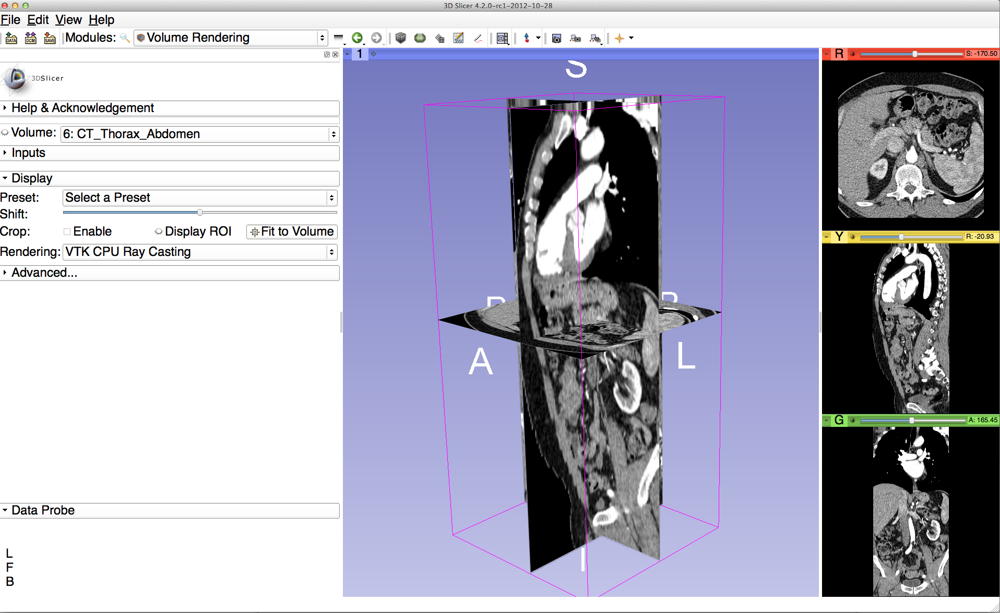 3D Slicer 4.2.0-rc1-2012-10-28
File Edit View Help
DATA DCM SAVE Modules: Volume Rendering
3DSlicer
Help & Acknowledgement
Volume: 6: CT_Thorax_Abdomen
Inputs
Display
Preset: Select a Preset
Shift:
Crop: Enable Display ROI Fit to Volume
Rendering: VTK CPU Ray Casting
Advanced...
Data Probe
L
F
B
1
S
A
L
I
R S: -170.50
Y R: -20.93
G A: 165.45